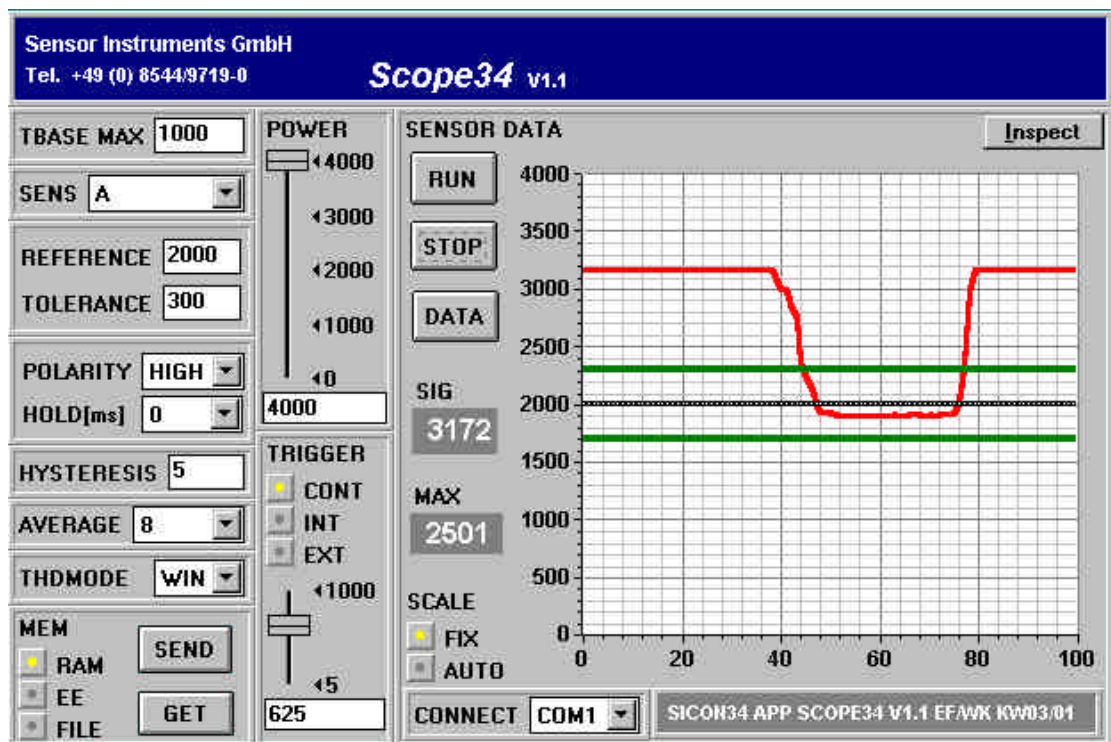 Sensor Instruments GmbH
Tel. +49 (0) 8544/9719-0
Scope34 V1.1
TBASE MAX 1000
SENS A
REFERENCE 2000
TOLERANCE 300
POLARITY HIGH
HOLD[ms] 0
HYSTERESIS 5
AVERAGE 8
THDMODE WIN
MEM
RAM
EE
FILE
SEND
GET
POWER
4000
3000
2000
1000
0
4000
TRIGGER
CONT
INT
EXT
1000
5
625
SENSOR DATA
Inspect
RUN
STOP
DATA
SIG
3172
MAX
2501
SCALE
FIX
AUTO
4000
3500
3000
2500
2000
1500
1000
500
0
0 20 40 60 80 100
CONNECT COM1
SICON34 APP SCOPE34 V1.1 EF/WK KW03/01